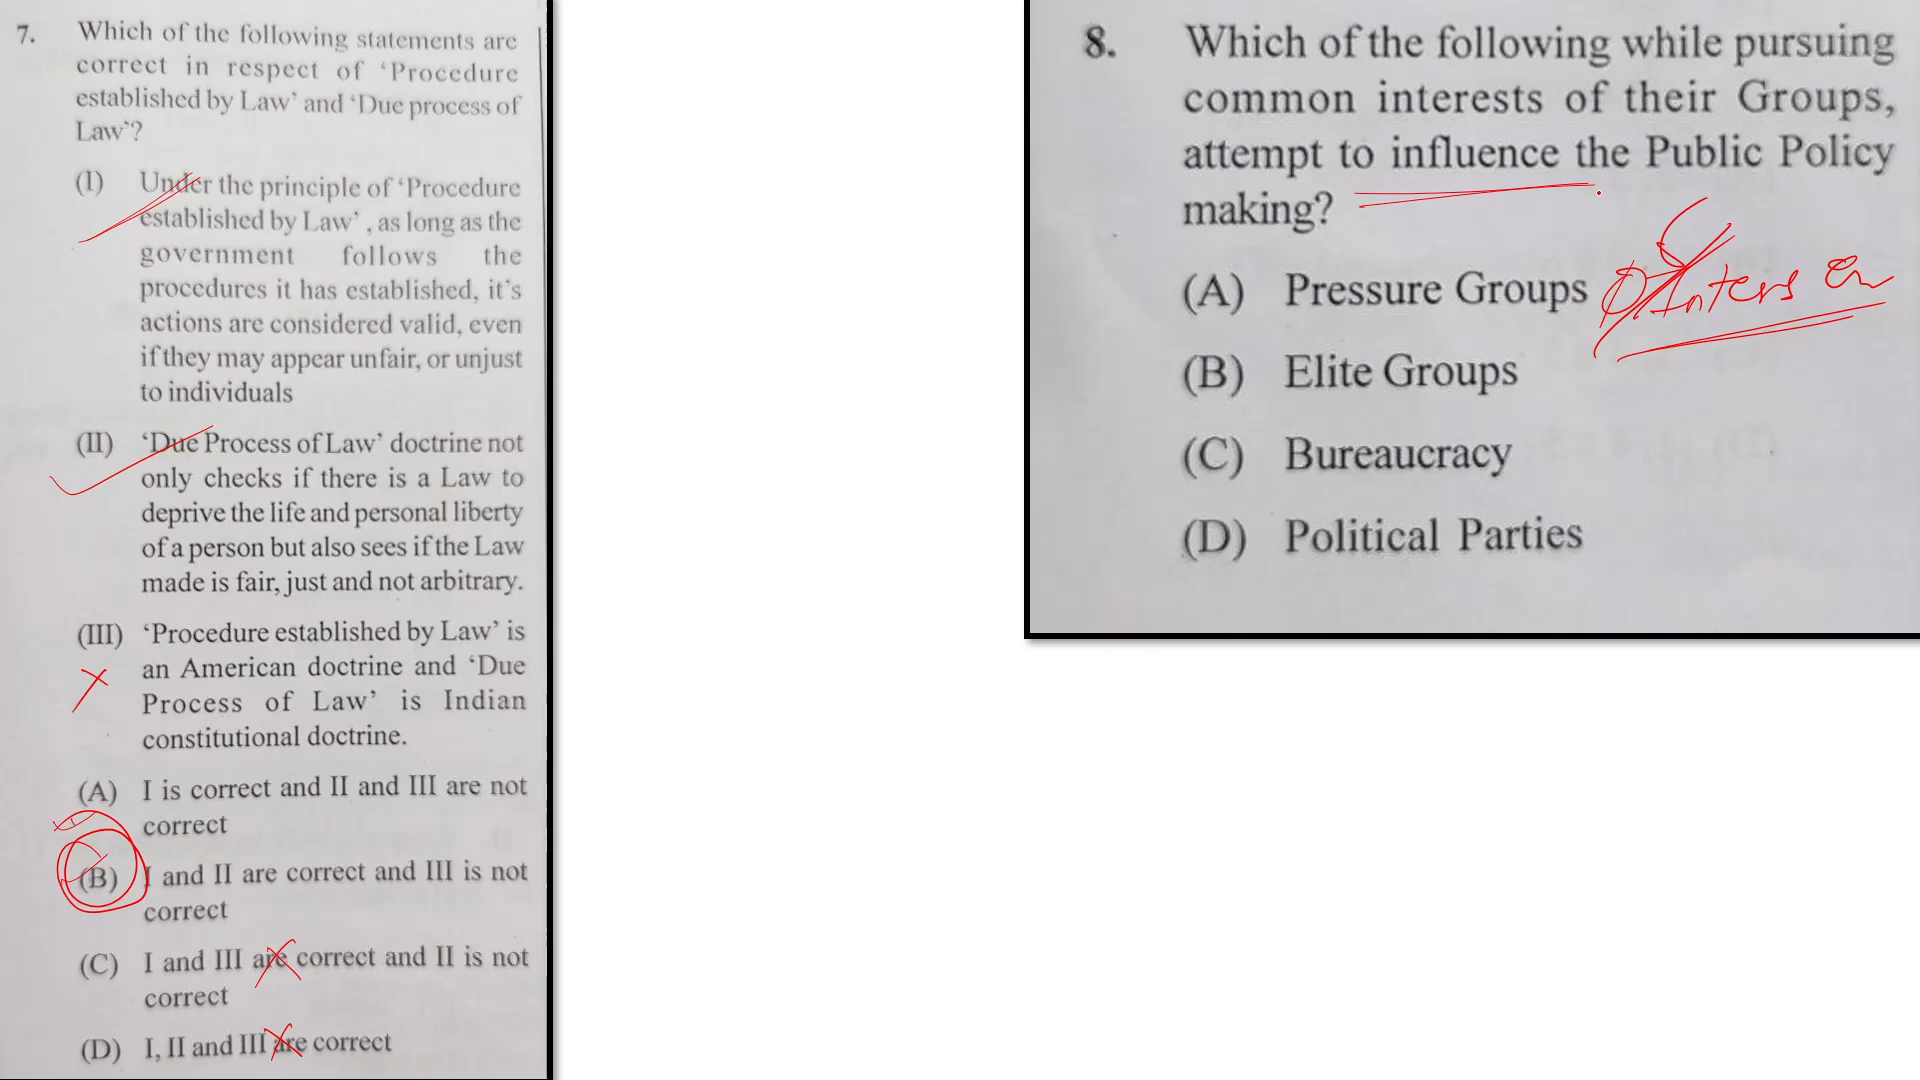 7. Which of the following statements are
correct in respect of ‘Procedure
established by Law’ and ‘Due process of
Law’?
(I) Under the principle of ‘Procedure
established by Law’ , as long as the
government follows the
procedures it has established, it’s
actions are considered valid, even
if they may appear unfair, or unjust
to individuals
(II) ‘Due Process of Law’ doctrine not
only checks if there is a Law to
deprive the life and personal liberty
of a person but also sees if the Law
made is fair, just and not arbitrary.
(III) ‘Procedure established by Law’ is
an American doctrine and ‘Due
Process of Law’ is Indian
constitutional doctrine.
(A) I is correct and II and III are not
correct
(B) I and II are correct and III is not
correct
(C) I and III are correct and II is not
correct
(D) I, II and III are correct
8. Which of the following while pursuing
common interests of their Groups,
attempt to influence the Public Policy
making?
(A) Pressure Groups
(B) Elite Groups
(C) Bureaucracy
(D) Political Parties